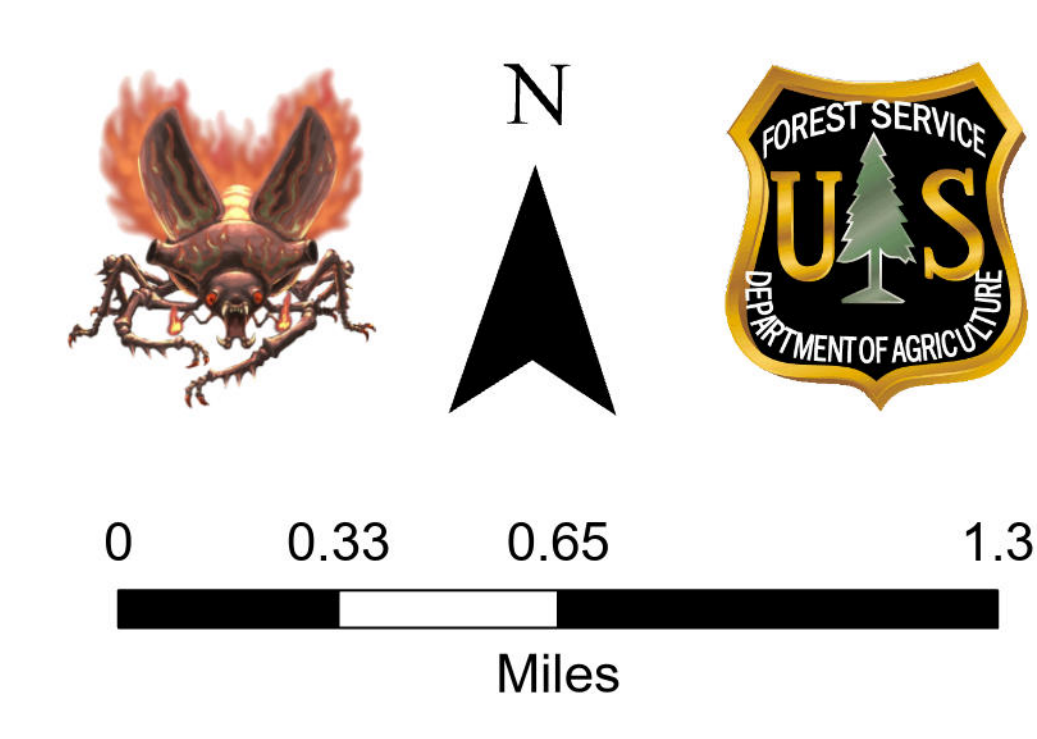 N
FOREST SERVICE
U S
DEPARTMENT OF AGRICULTURE
0 0.33 0.65 1.3
Miles